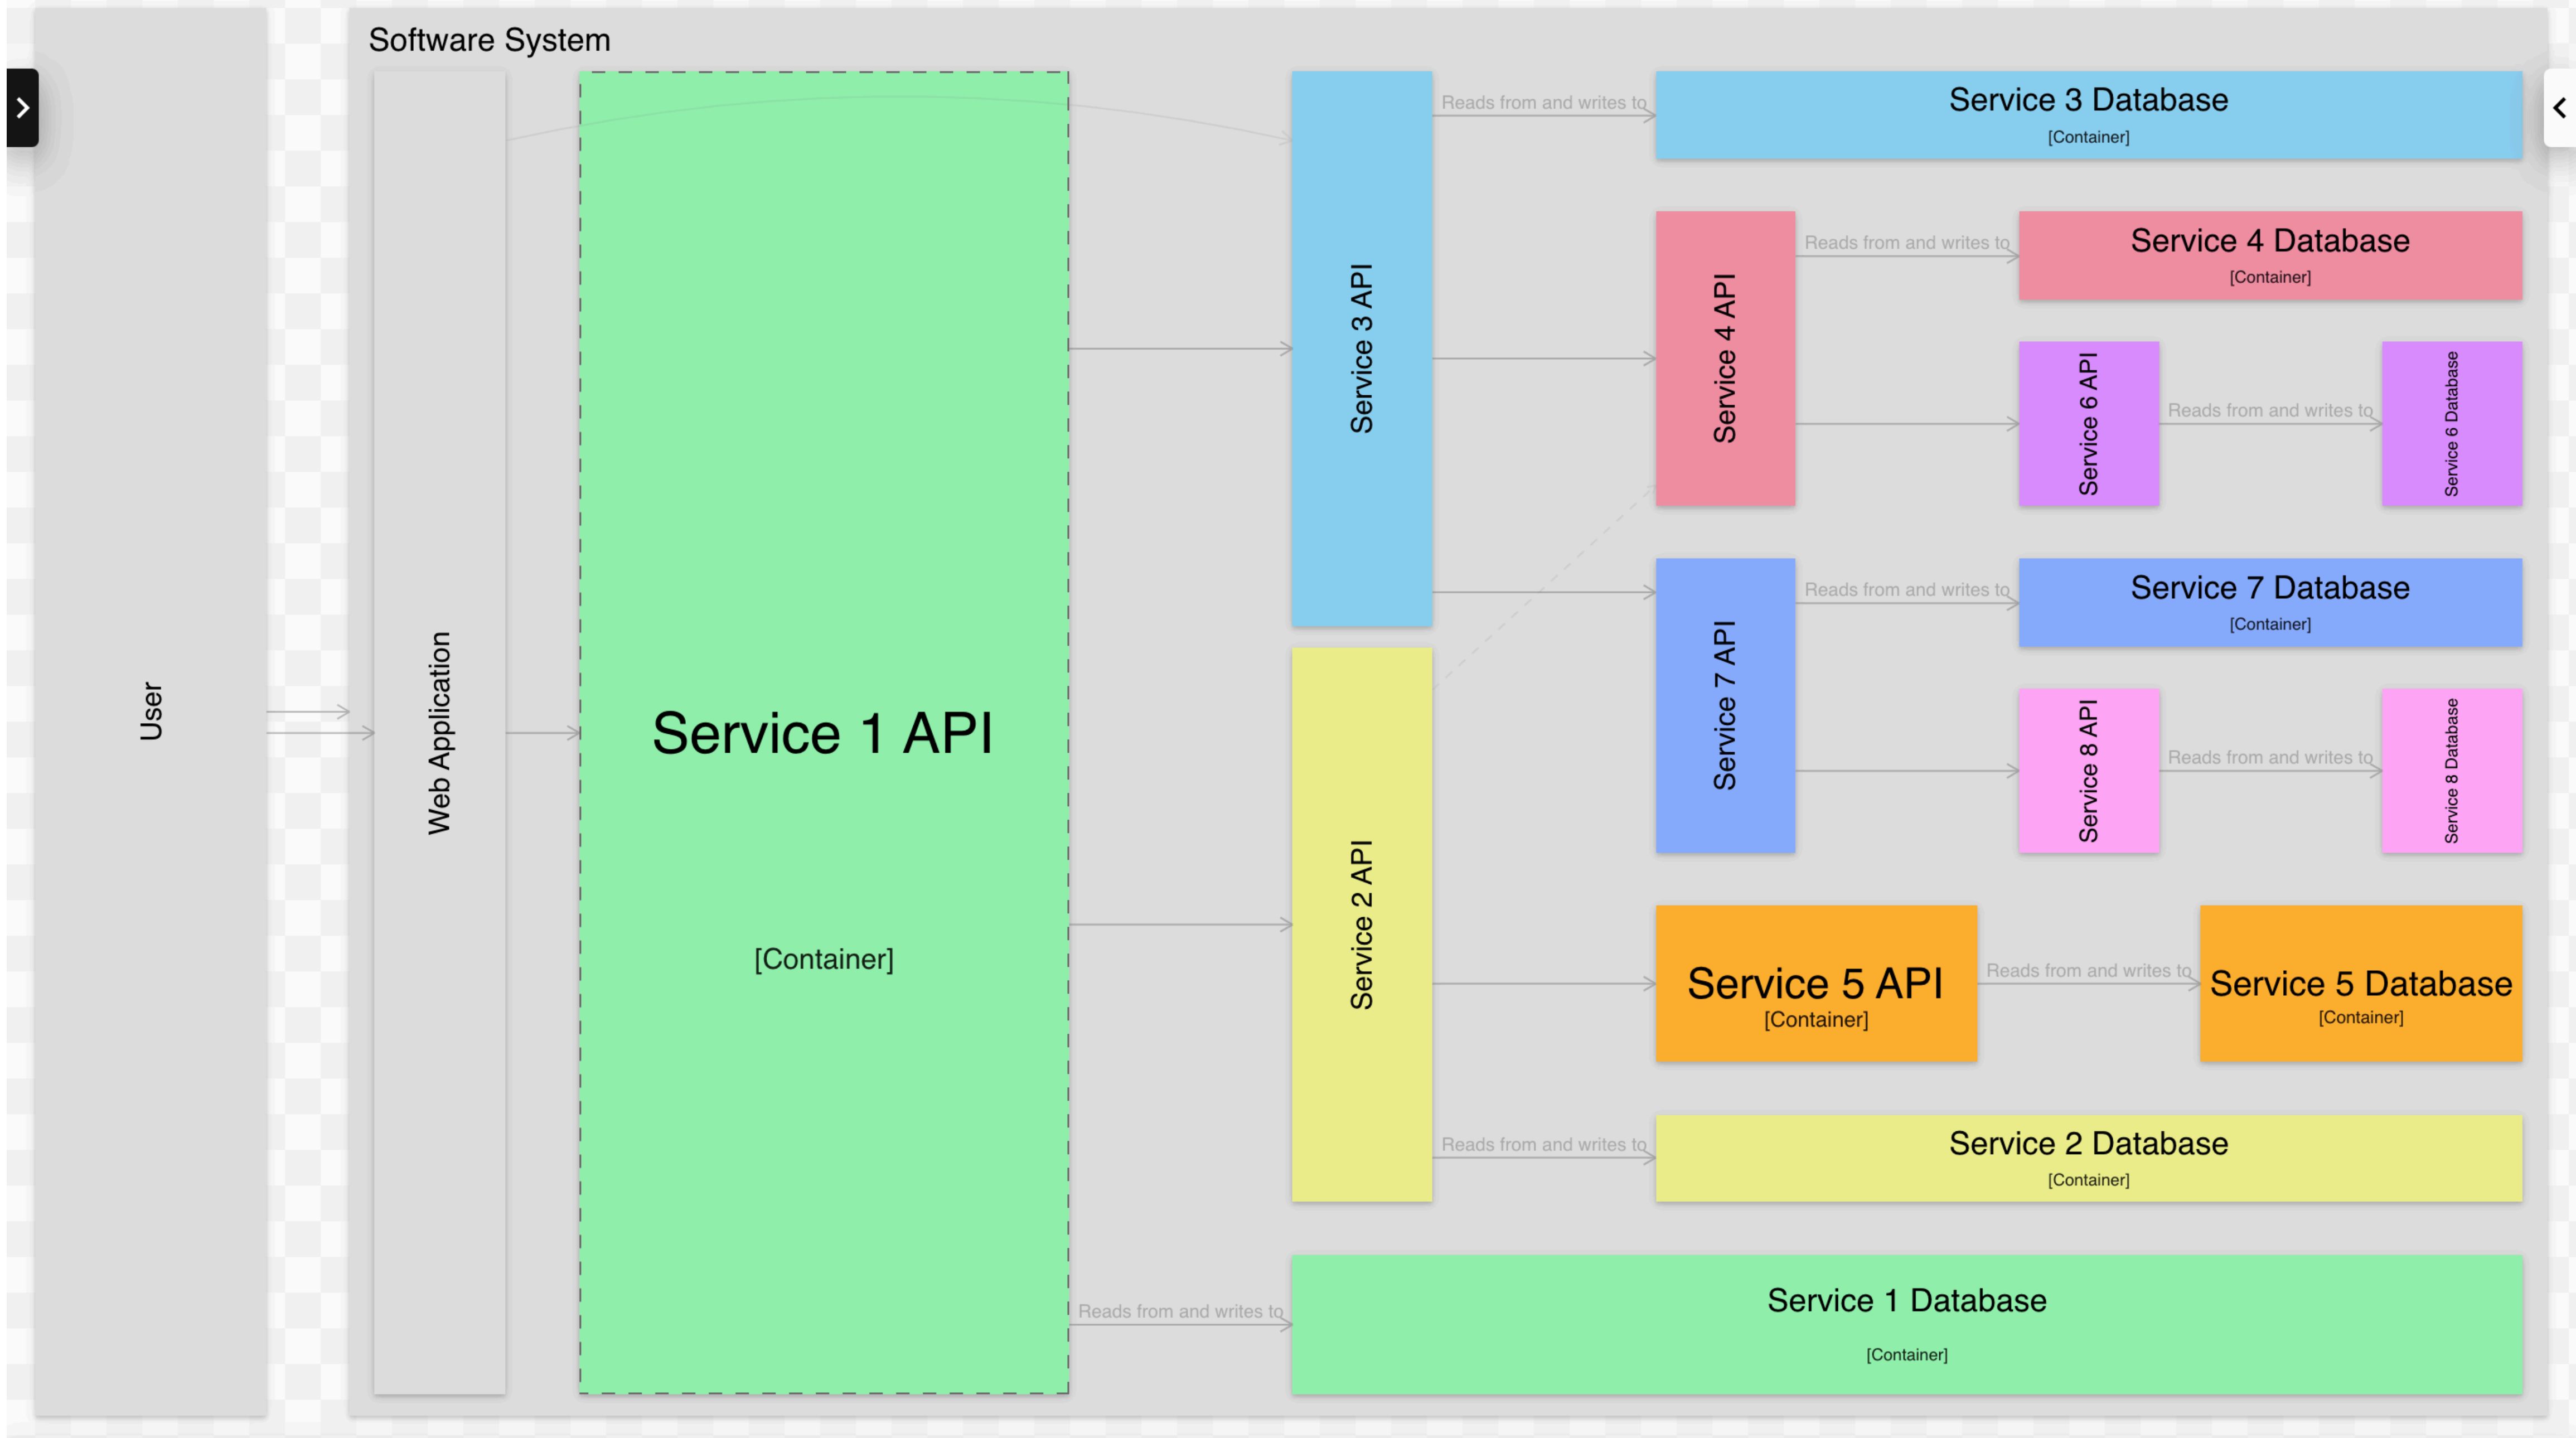 Software System
User
Web Application
Service 1 API
[Container]
Service 3 API
Reads from and writes to
Service 3 Database
[Container]
Service 4 API
Reads from and writes to
Service 4 Database
[Container]
Service 6 API
Reads from and writes to
Service 6 Database
Service 7 API
Reads from and writes to
Service 7 Database
[Container]
Service 8 API
Reads from and writes to
Service 8 Database
Service 2 API
Service 5 API
[Container]
Reads from and writes to
Service 5 Database
[Container]
Reads from and writes to
Service 2 Database
[Container]
Reads from and writes to
Service 1 Database
[Container]